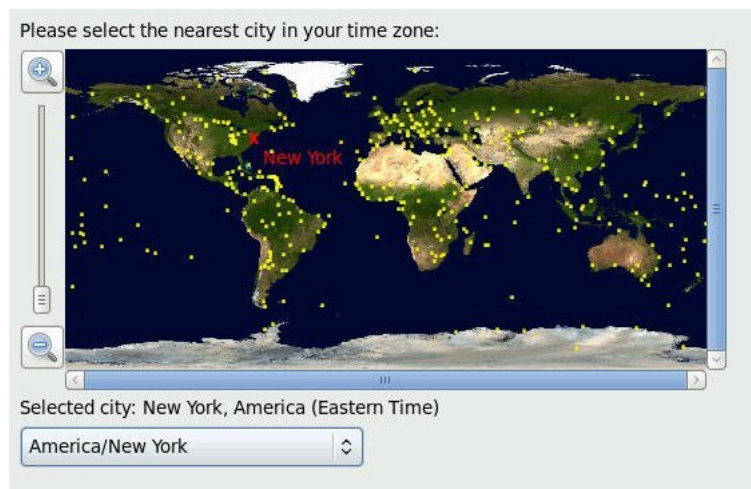 Please select the nearest city in your time zone:
New York
Selected city: New York, America (Eastern Time)
America/New York